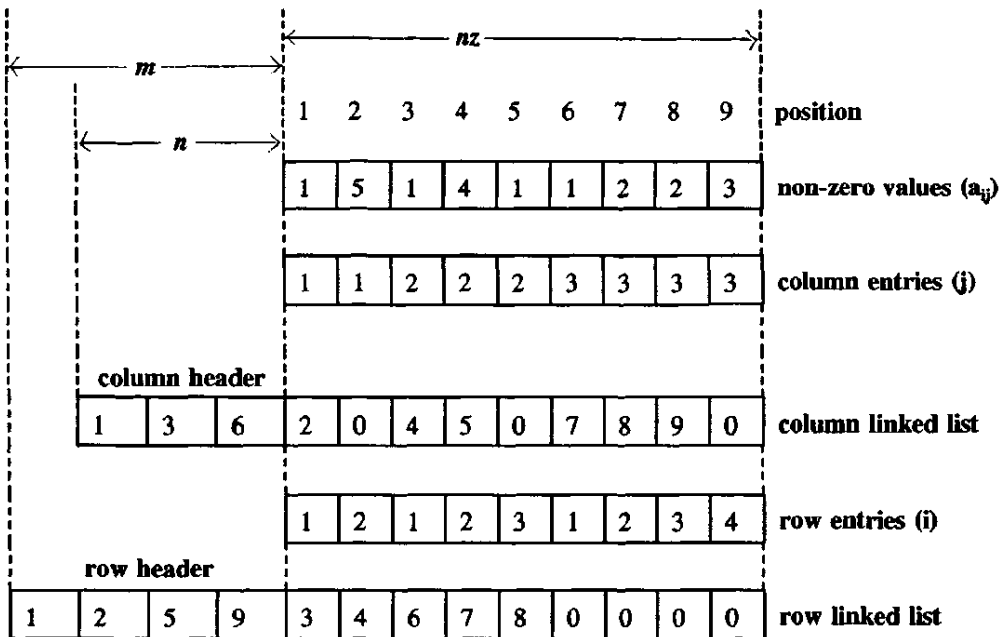 nz
m
1 2 3 4 5 6 7 8 9 position
n
1 5 1 4 1 1 2 2 3 non-zero values (a_ij)
1 1 2 2 2 3 3 3 3 column entries (j)
column header
1 3 6 2 0 4 5 0 7 8 9 0 column linked list
1 2 1 2 3 1 2 3 4 row entries (i)
row header
1 2 5 9 3 4 6 7 8 0 0 0 0 row linked list